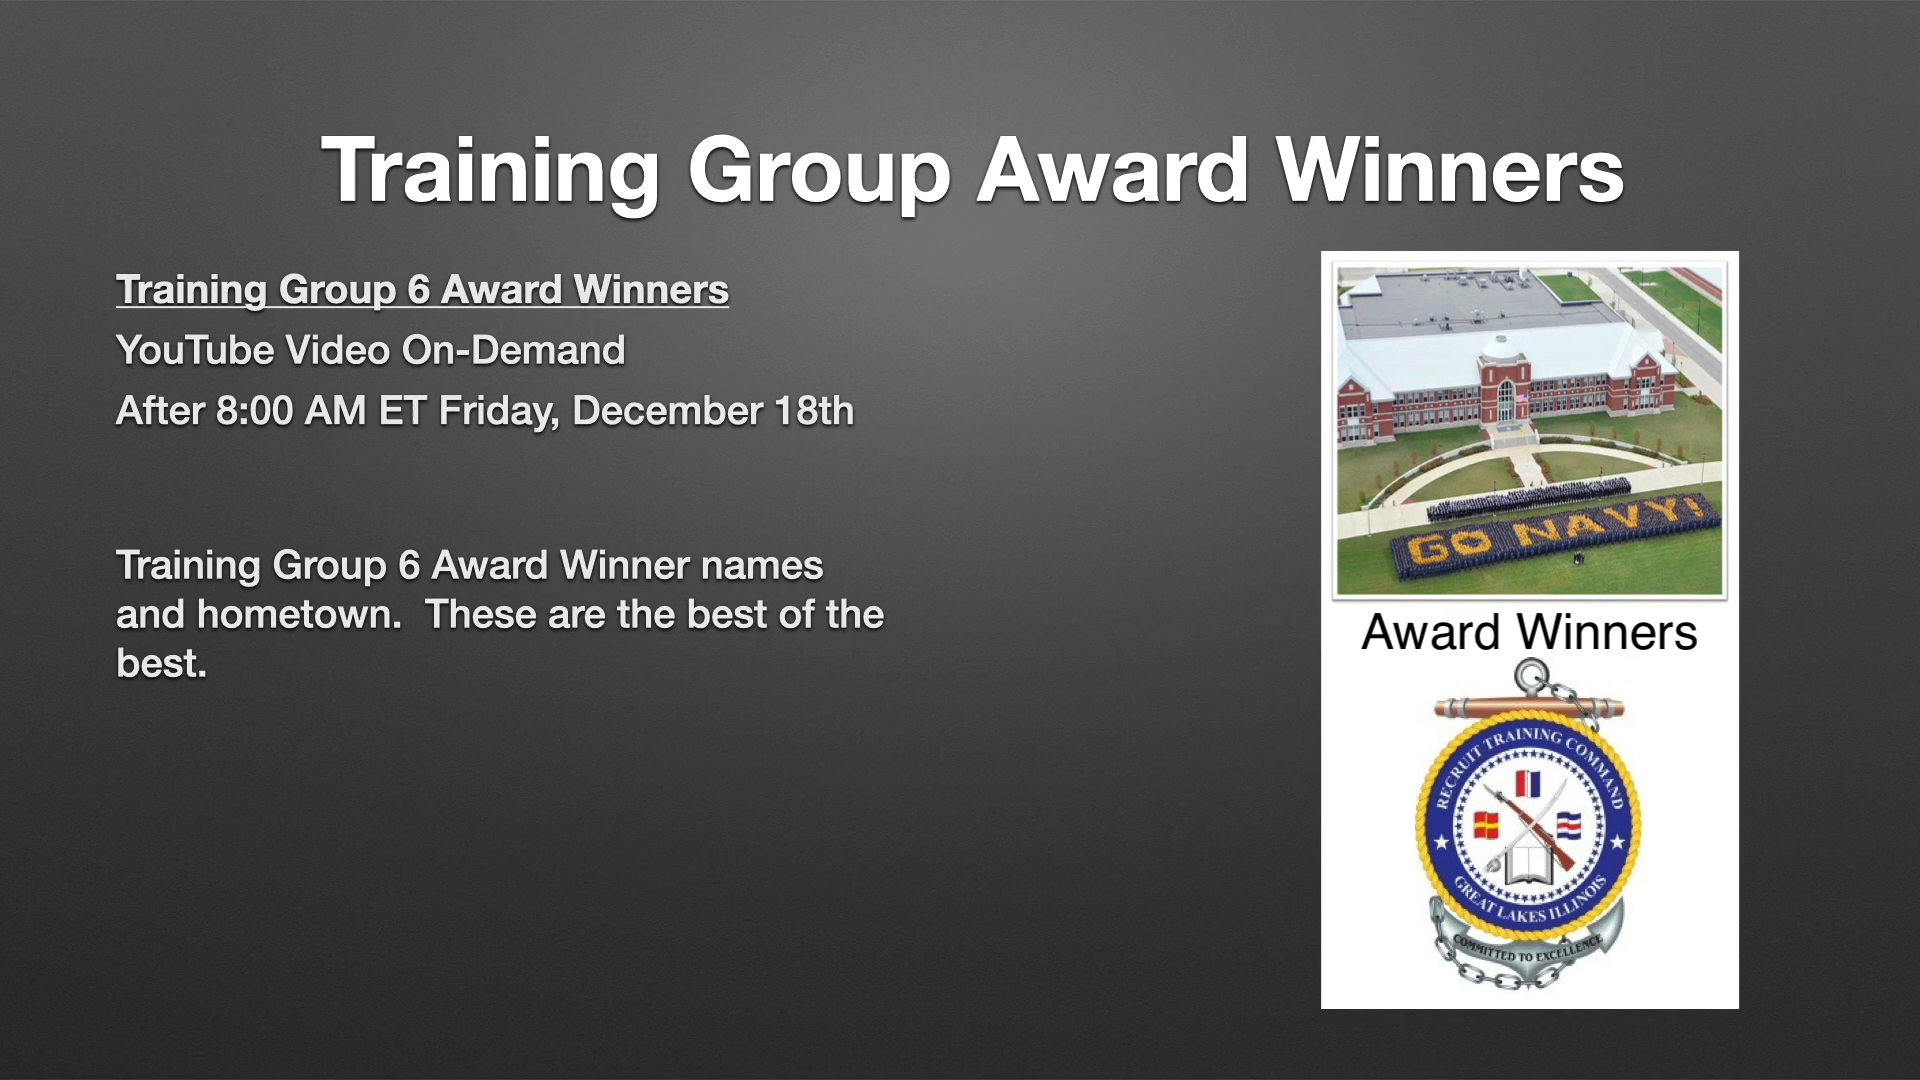 Training Group Award Winners
Training Group 6 Award Winners
YouTube Video On-Demand
After 8:00 AM ET Friday, December 18th
Training Group 6 Award Winner names
and hometown.  These are the best of the
best.
GO NAVY!
Award Winners
RECRUIT TRAINING COMMAND
GREAT LAKES ILLINOIS
COMMITTED TO EXCELLENCE